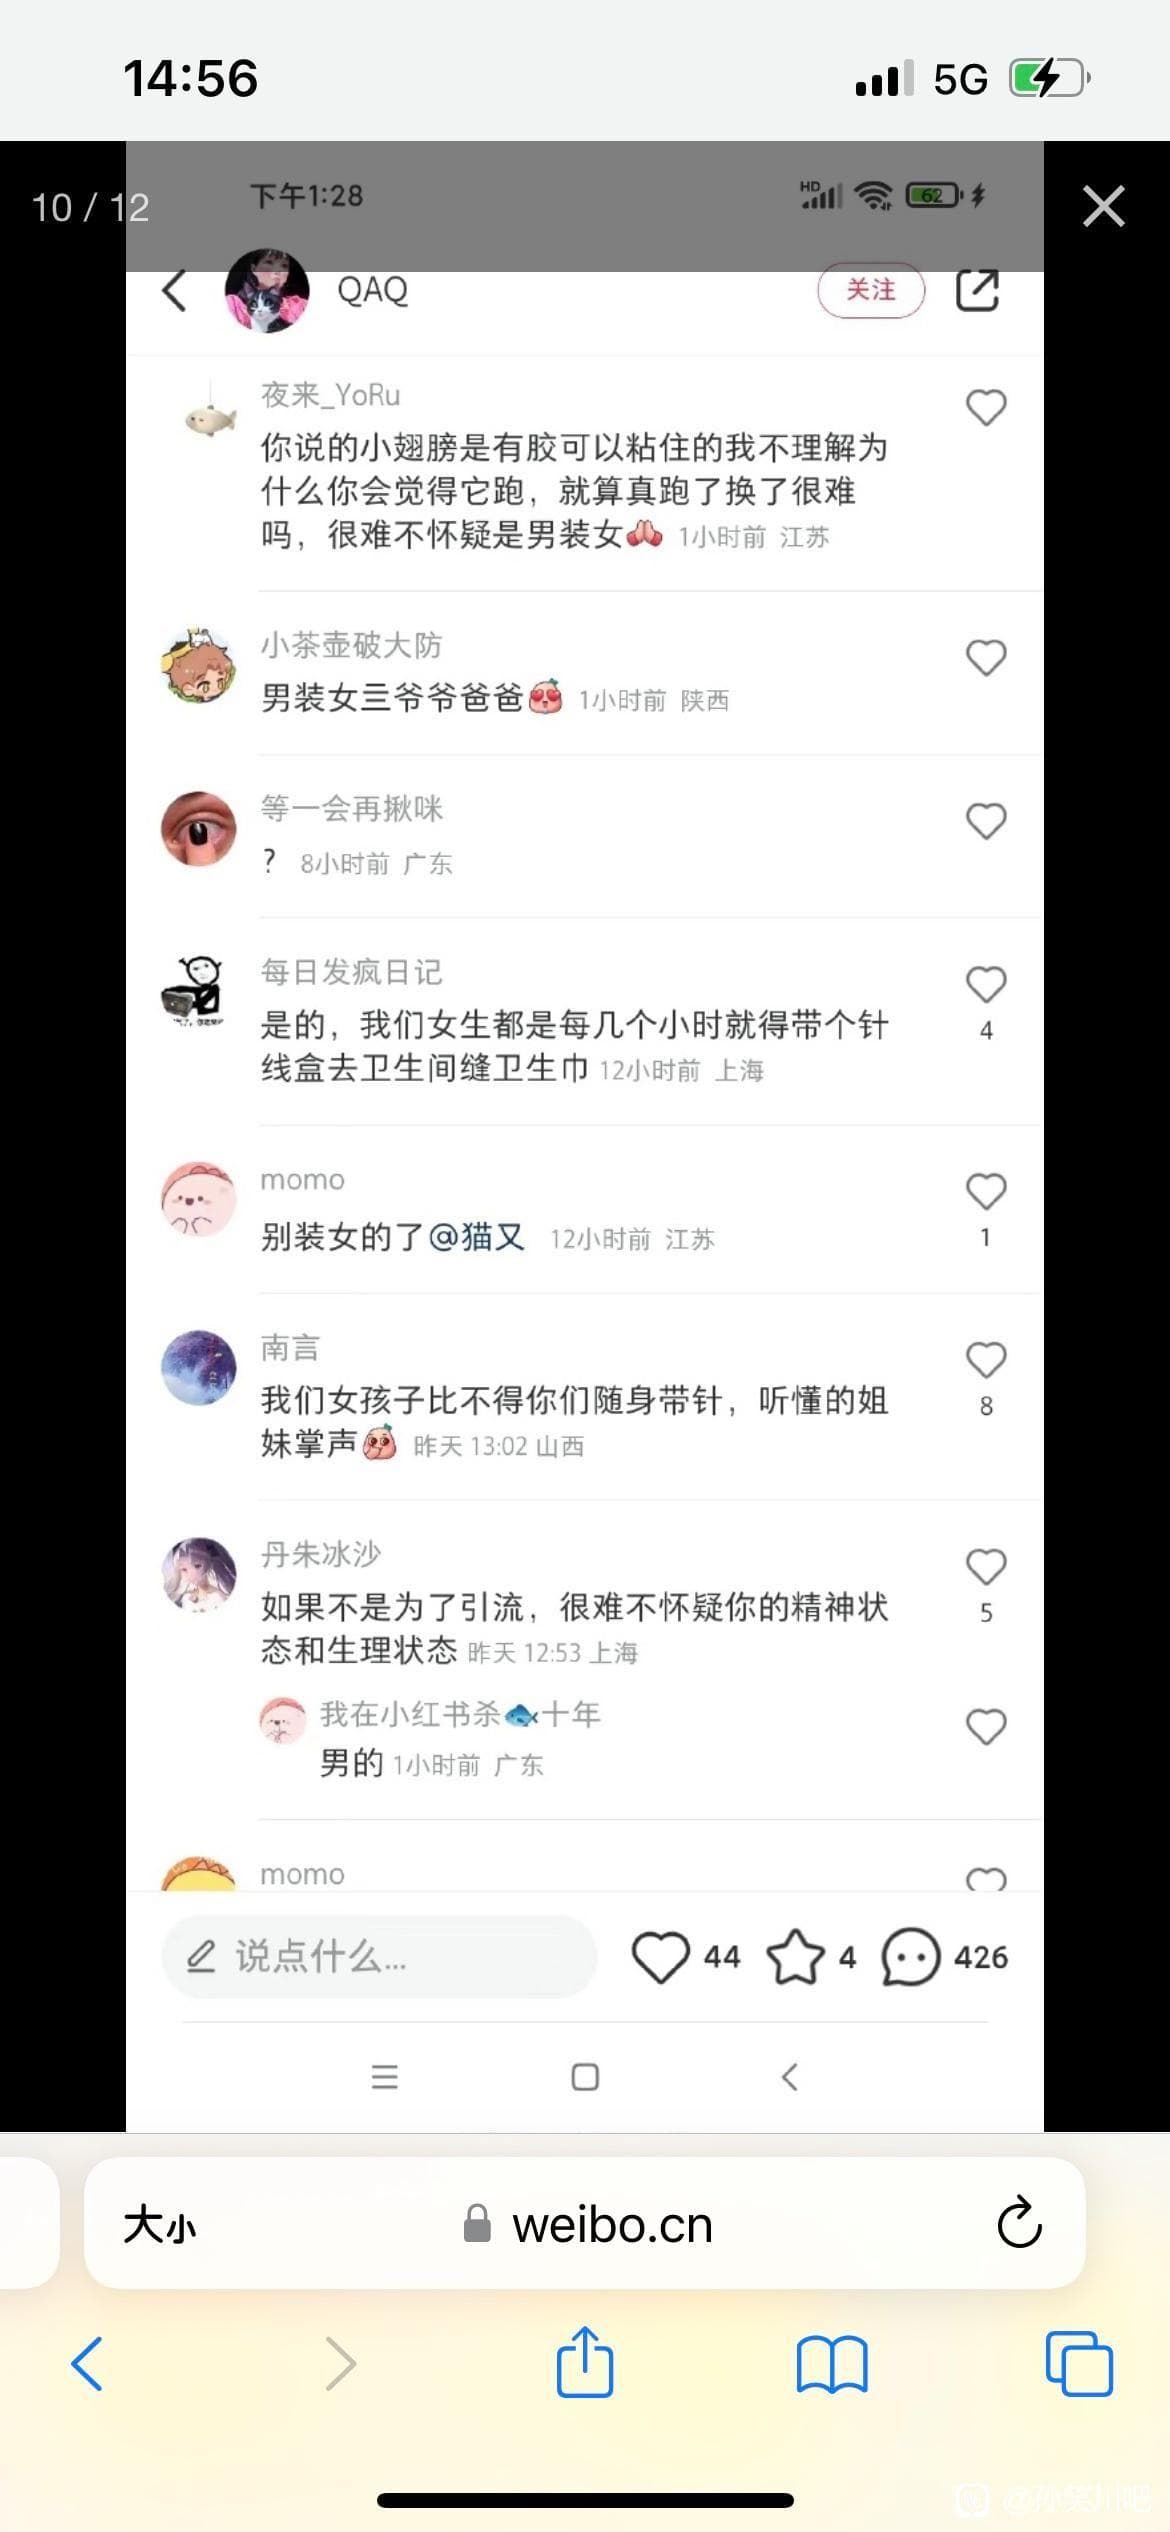 14:56
5G
10 / 12
下午1:28
HD
62
QAQ
关注
夜来_YoRu
你说的小翅膀是有胶可以粘住的我不理解为
什么你会觉得它跑，就算真跑了换了很难
吗，很难不怀疑是男装女 1小时前 江苏
小茶壶破大防
男装女亖爷爷爸爸 1小时前 陕西
等一会再揪咪
？ 8小时前 广东
每日发疯日记
是的，我们女生都是每几个小时就得带个针
4
线盒去卫生间缝卫生巾 12小时前 上海
momo
别装女的了@猫又 12小时前 江苏
1
南言
我们女孩子比不得你们随身带针，听懂的姐
8
妹掌声 昨天 13:02 山西
丹朱冰沙
如果不是为了引流，很难不怀疑你的精神状
5
态和生理状态 昨天 12:53 上海
我在小红书杀🐟十年
男的 1小时前 广东
momo
说点什么...
44
4
426
大小
weibo.cn
@孙笑川吧